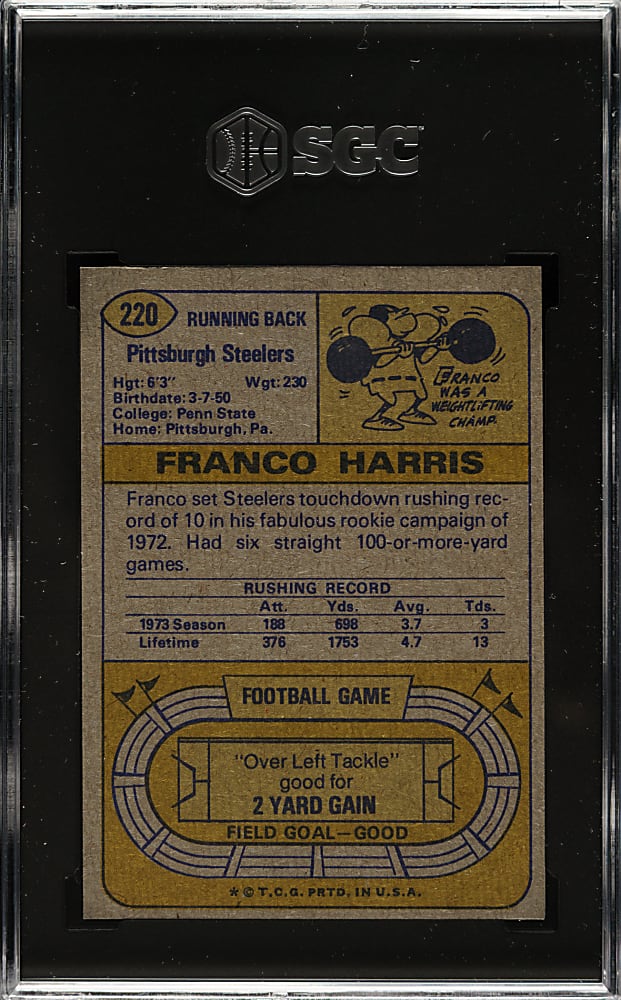 SGC
220
RUNNING BACK
Pittsburgh Steelers
Hgt: 6'3" Wgt: 230
Birthdate: 3-7-50
College: Penn State
Home: Pittsburgh, Pa.
FRANCO
WAS A
WEIGHTLIFTING
CHAMP.
FRANCO HARRIS
Franco set Steelers touchdown rushing rec-
ord of 10 in his fabulous rookie campaign of
1972. Had six straight 100-or-more-yard
games.
RUSHING RECORD
Att. Yds. Avg. Tds.
1973 Season 188 698 3.7 3
Lifetime 376 1753 4.7 13
FOOTBALL GAME
"Over Left Tackle"
good for
2 YARD GAIN
FIELD GOAL—GOOD
* © T.C.G. PRTD. IN U.S.A.